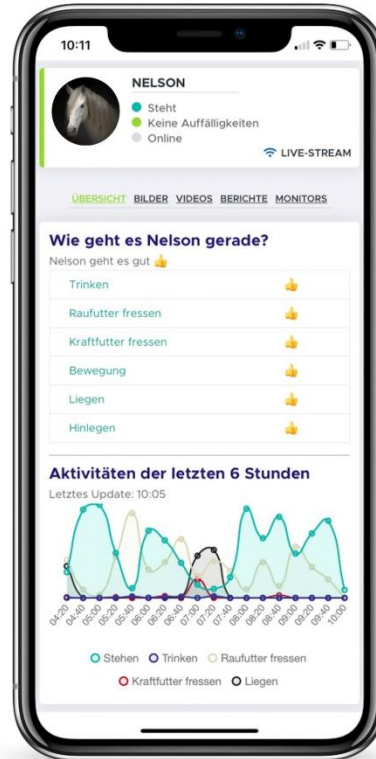 10:11
NELSON
Steht
Keine Auffälligkeiten
Online
LIVE-STREAM
ÜBERSICHT BILDER VIDEOS BERICHTE MONITORS
Wie geht es Nelson gerade?
Nelson geht es gut 👍
Trinken 👍
Raufutter fressen 👍
Kraftfutter fressen 👍
Bewegung 👍
Liegen 👍
Hinlegen 👍
Aktivitäten der letzten 6 Stunden
Letztes Update: 10:05
04:20 04:40 05:00 05:20 05:40 06:00 06:20 06:40 07:00 07:20 07:40 08:00 08:20 08:40 09:00 09:20 09:40 10:00
Stehen Trinken Raufutter fressen
Kraftfutter fressen Liegen